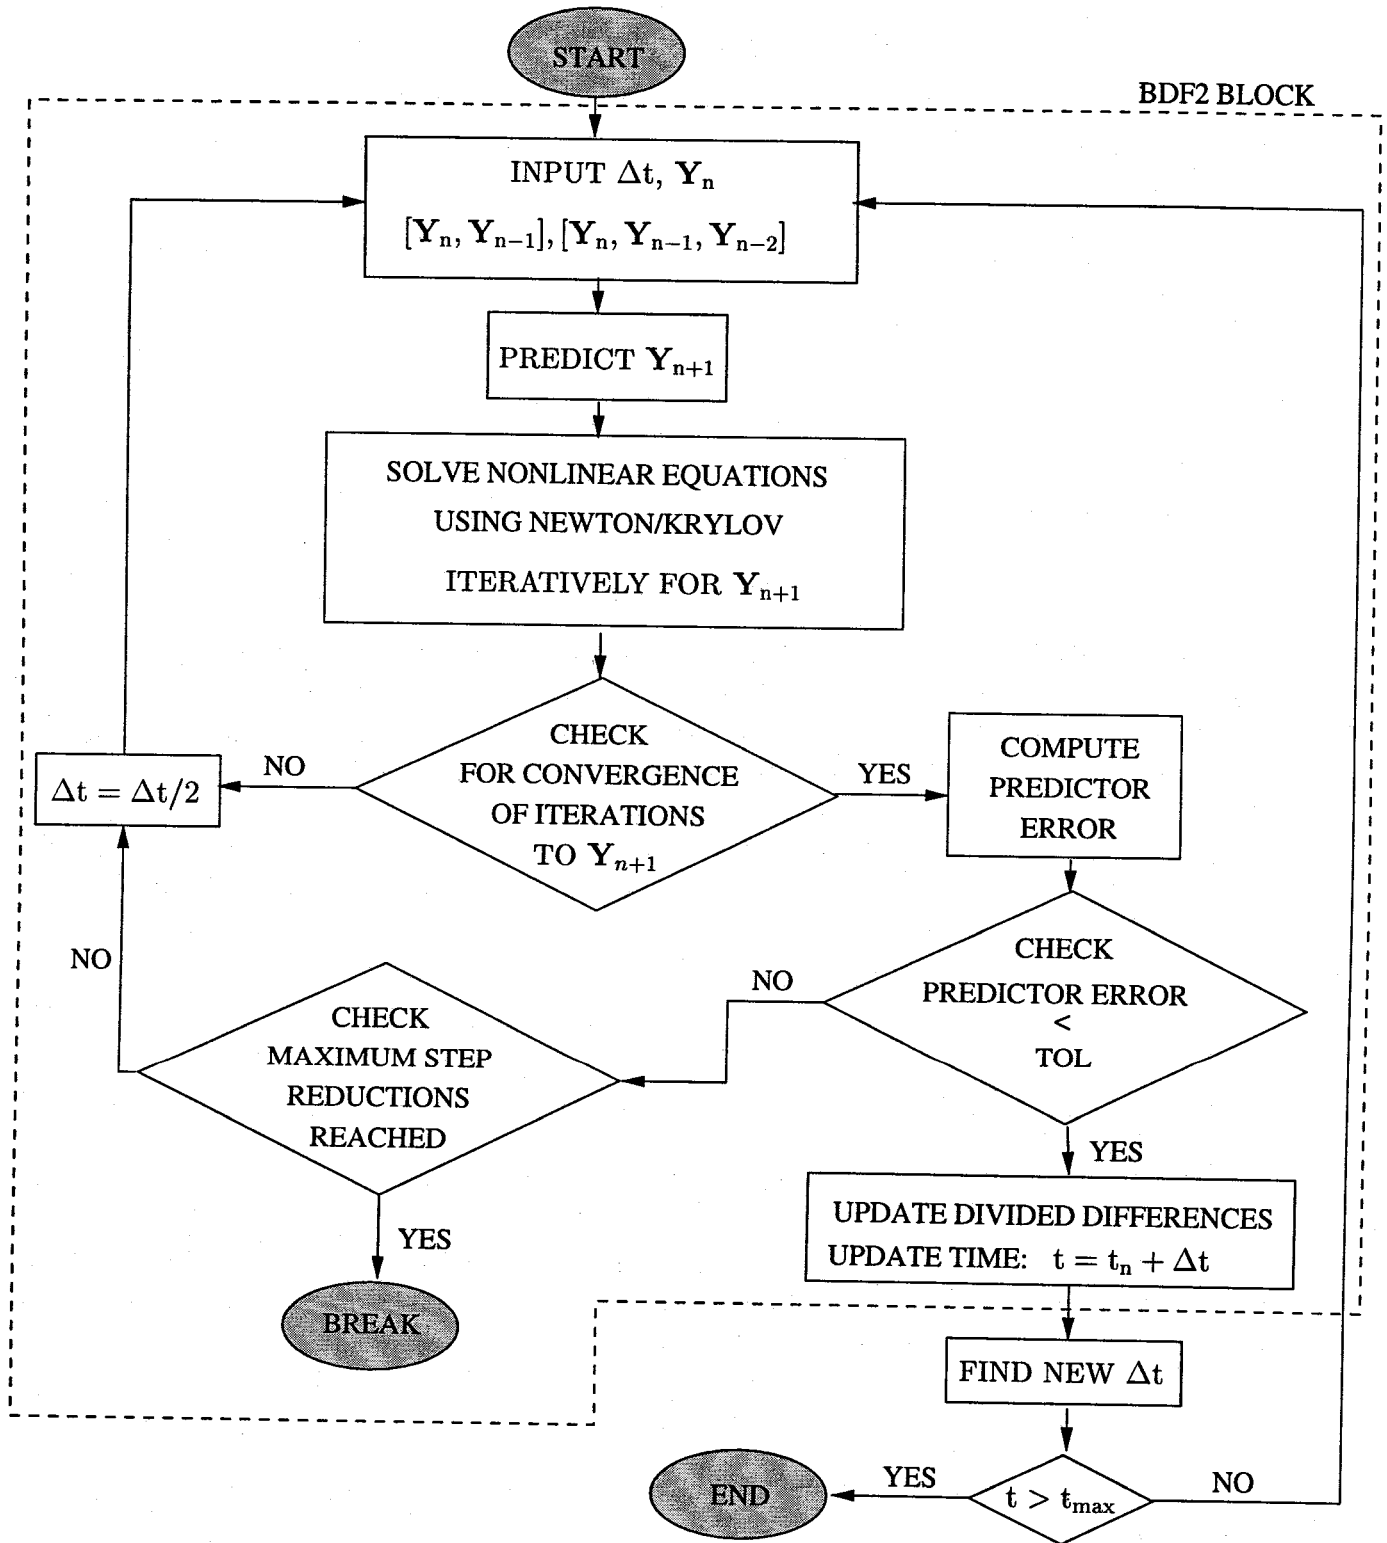 START
BDF2 BLOCK
INPUT Δt, Yₙ
[Yₙ, Yₙ₋₁], [Yₙ, Yₙ₋₁, Yₙ₋₂]
PREDICT Yₙ₊₁
SOLVE NONLINEAR EQUATIONS
USING NEWTON/KRYLOV
ITERATIVELY FOR Yₙ₊₁
CHECK
FOR CONVERGENCE
OF ITERATIONS
TO Yₙ₊₁
NO
Δt = Δt/2
YES
COMPUTE
PREDICTOR
ERROR
CHECK
PREDICTOR ERROR
<
TOL
NO
CHECK
MAXIMUM STEP
REDUCTIONS
REACHED
NO
YES
BREAK
YES
UPDATE DIVIDED DIFFERENCES
UPDATE TIME: t = tₙ + Δt
FIND NEW Δt
t > tₘₐₓ
YES
END
NO